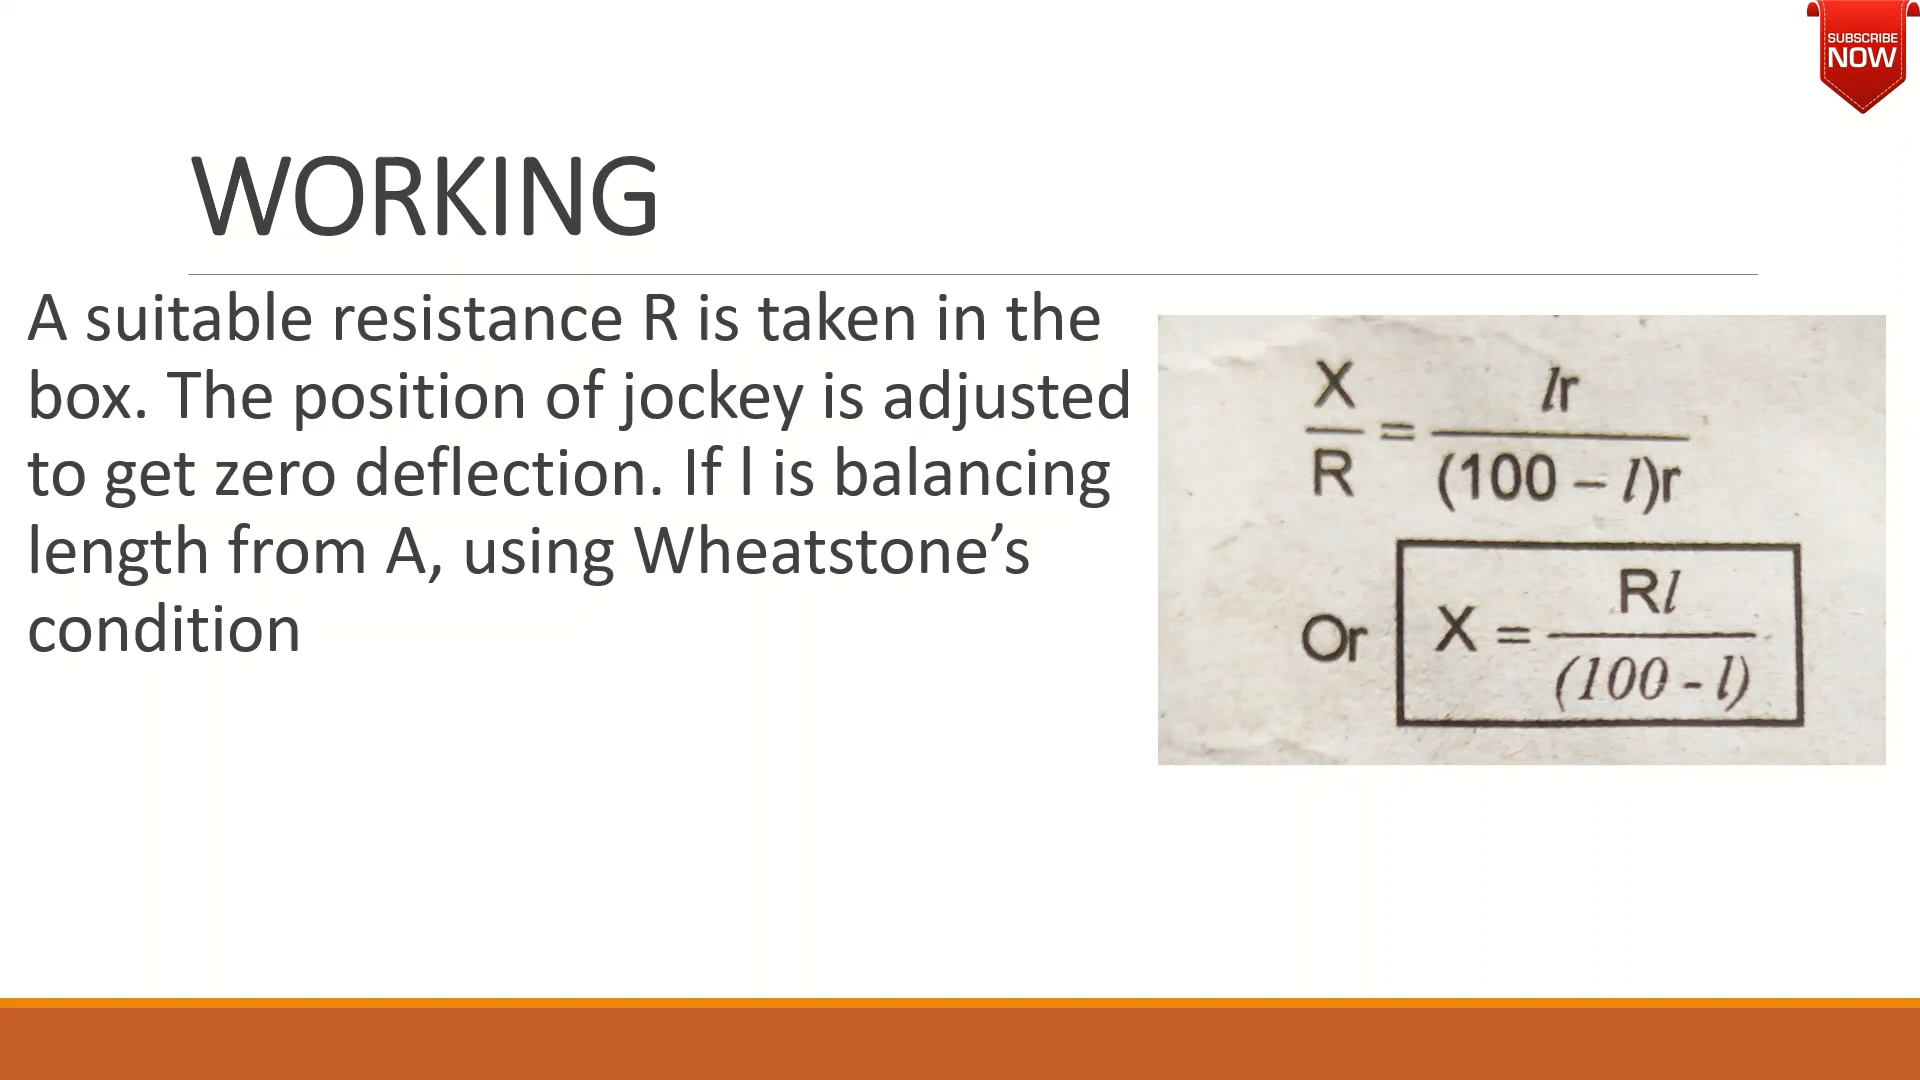 SUBSCRIBE
NOW
WORKING
A suitable resistance R is taken in the
box. The position of jockey is adjusted
to get zero deflection. If l is balancing
length from A, using Wheatstone’s
condition
X/R = lr/(100 – l)r
Or X = Rl/(100 - l)